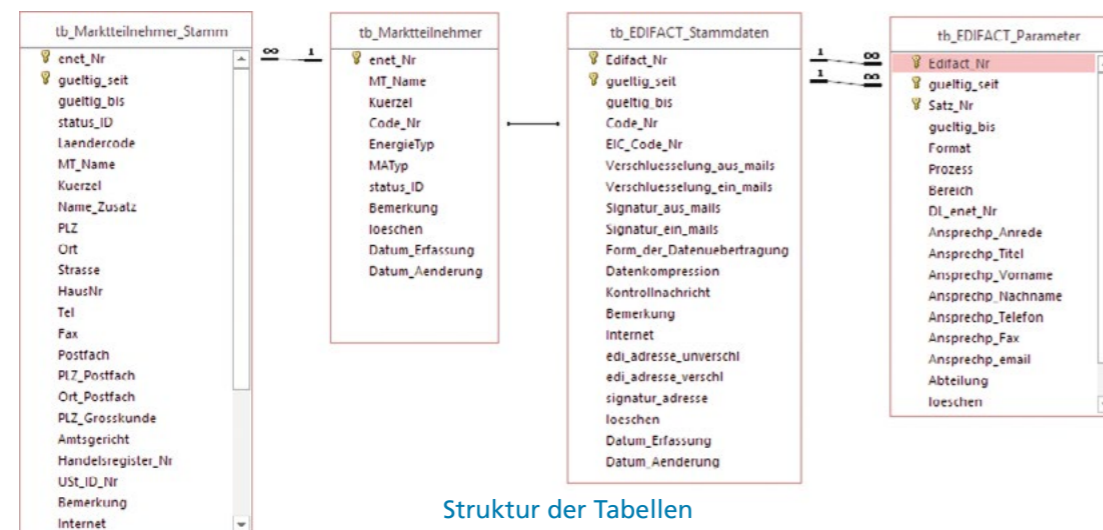 tb_Marktteilnehmer_Stamm
enet_Nr
gueltig_seit
gueltig_bis
status_ID
Laendercode
MT_Name
Kuerzel
Name_Zusatz
PLZ
Ort
Strasse
HausNr
Tel
Fax
Postfach
PLZ_Postfach
Ort_Postfach
PLZ_Grosskunde
Amtsgericht
Handelsregister_Nr
USt_ID_Nr
Bemerkung
Internet
∞ 1
tb_Marktteilnehmer
enet_Nr
MT_Name
Kuerzel
Code_Nr
EnergieTyp
MATyp
status_ID
Bemerkung
loeschen
Datum_Erfassung
Datum_Aenderung
tb_EDIFACT_Stammdaten
Edifact_Nr
gueltig_seit
gueltig_bis
Code_Nr
EIC_Code_Nr
Verschluesselung_aus_mails
Verschluesselung_ein_mails
Signatur_aus_mails
Signatur_ein_mails
Form_der_Datenuebertragung
Datenkompression
Kontrollnachricht
Bemerkung
Internet
edi_adresse_unverschl
edi_adresse_verschl
signatur_adresse
loeschen
Datum_Erfassung
Datum_Aenderung
1 ∞
1 ∞
tb_EDIFACT_Parameter
Edifact_Nr
gueltig_seit
Satz_Nr
gueltig_bis
Format
Prozess
Bereich
DL_enet_Nr
Ansprechp_Anrede
Ansprechp_Titel
Ansprechp_Vorname
Ansprechp_Nachname
Ansprechp_Telefon
Ansprechp_Fax
Ansprechp_email
Abteilung
loeschen
Struktur der Tabellen